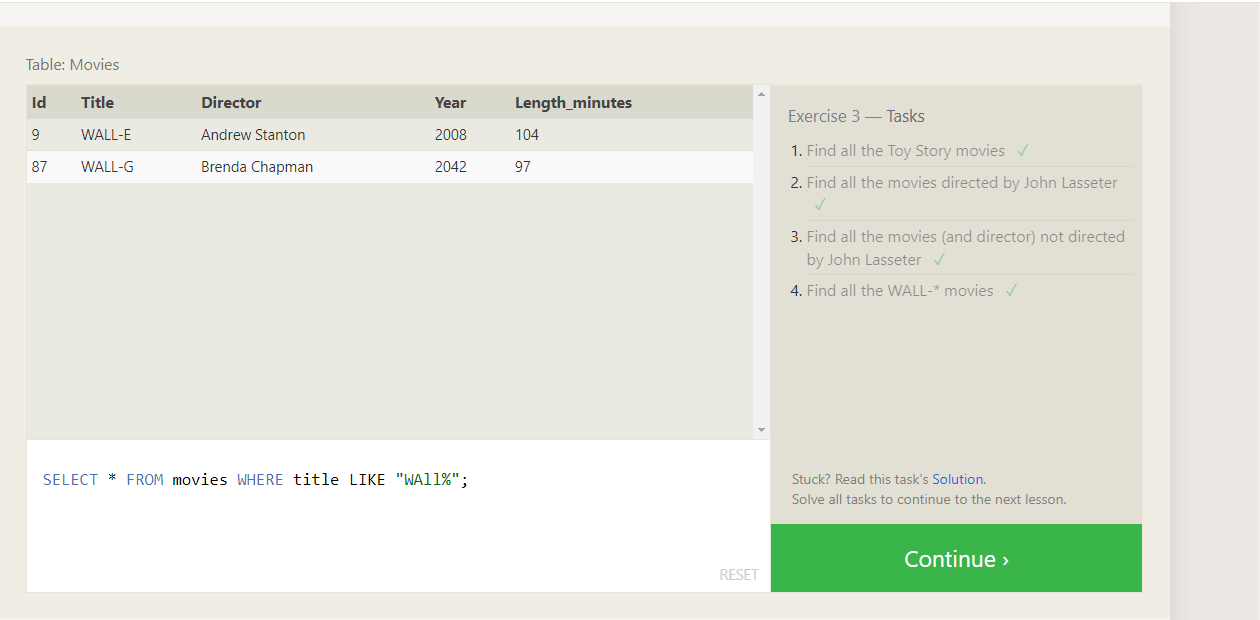 Table: Movies
Id Title Director Year Length_minutes
9 WALL-E Andrew Stanton 2008 104
87 WALL-G Brenda Chapman 2042 97
SELECT * FROM movies WHERE title LIKE "WAll%";
RESET
Exercise 3 — Tasks
1. Find all the Toy Story movies ✓
2. Find all the movies directed by John Lasseter
✓
3. Find all the movies (and director) not directed
by John Lasseter ✓
4. Find all the WALL-* movies ✓
Stuck? Read this task's Solution.
Solve all tasks to continue to the next lesson.
Continue ›